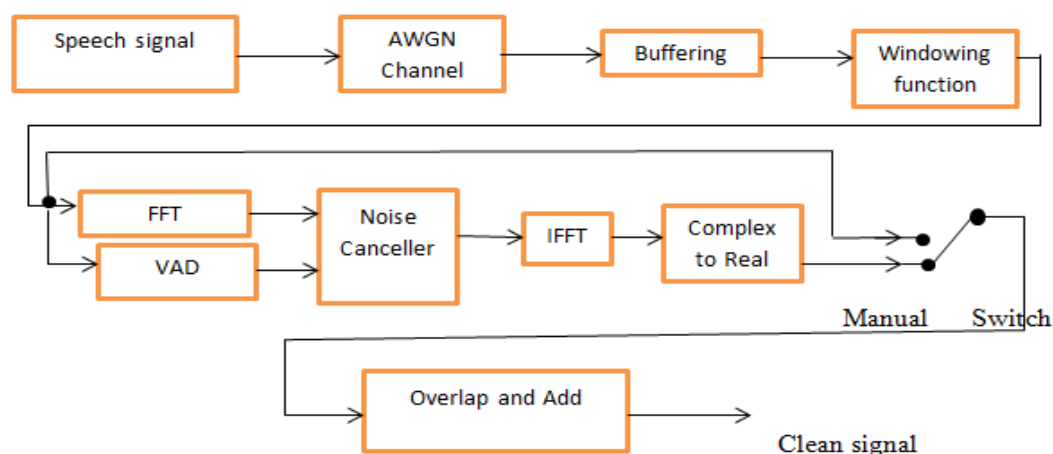 Speech signal
AWGN
Channel
Buffering
Windowing
function
FFT
VAD
Noise
Canceller
IFFT
Complex
to Real
Manual Switch
Overlap and Add
Clean signal